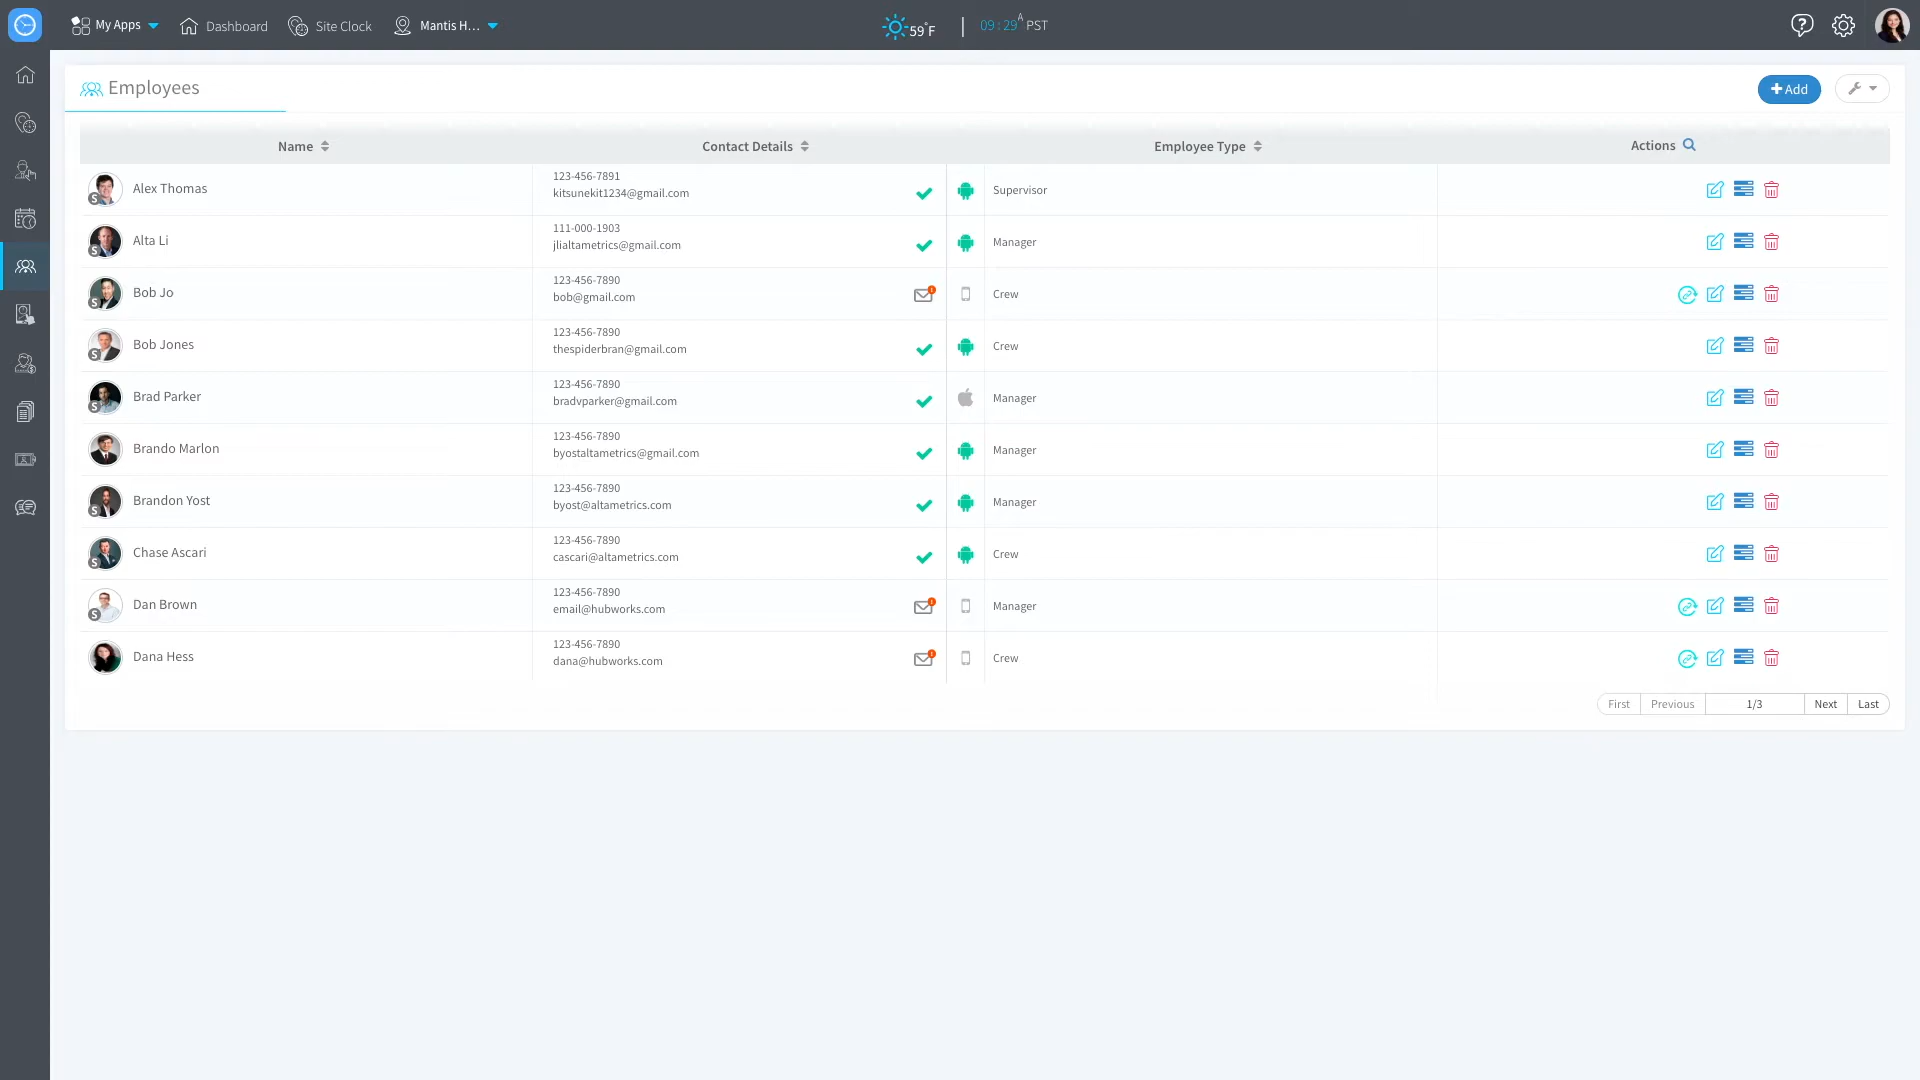 My Apps Dashboard Site Clock Mantis H... 59°F | 09:29 A PST
Employees
Add
Name Contact Details Employee Type Actions
S Alex Thomas 123-456-7891 Supervisor
kitsunekit1234@gmail.com
S Alta Li 111-000-1903 Manager
jlialtametrics@gmail.com
S Bob Jo 123-456-7890 Crew
bob@gmail.com
S Bob Jones 123-456-7890 Crew
thespiderbran@gmail.com
S Brad Parker 123-456-7890 Manager
bradvparker@gmail.com
Brando Marlon 123-456-7890 Manager
byostaltametrics@gmail.com
S Brandon Yost 123-456-7890 Manager
byost@altametrics.com
S Chase Ascari 123-456-7890 Crew
cascari@altametrics.com
S Dan Brown 123-456-7890 Manager
email@hubworks.com
Dana Hess 123-456-7890 Crew
dana@hubworks.com
First Previous 1/3 Next Last